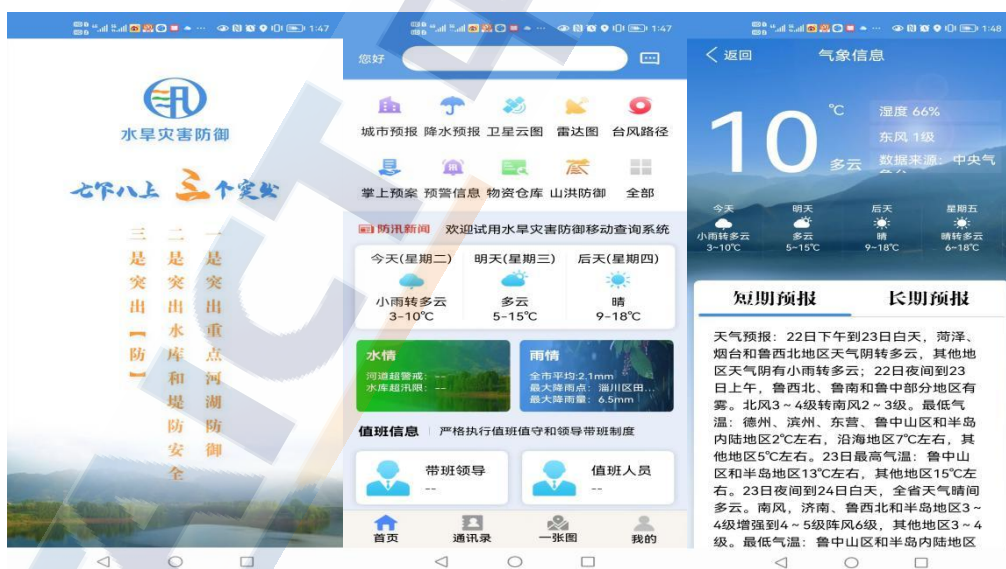 1:47
水旱灾害防御
七下八上 三个突出
一是突出重点河湖防御
二是突出水库和堤防安全
三是突出【防】
1:47
您好
城市预报 降水预报 卫星云图 雷达图 台风路径
掌上预案 预警信息 物资仓库 山洪防御 全部
防汛新闻 欢迎试用水旱灾害防御移动查询系统
今天(星期二) 明天(星期三) 后天(星期四)
小雨转多云 多云 晴
3-10℃ 5-15℃ 9-18℃
水情
河道超警戒: --
水库超汛限: --
雨情
全市平均:2.1mm
最大降雨点: 淄川区田...
最大降雨量: 6.5mm
值班信息 严格执行值班值守和领导带班制度
带班领导
--
值班人员
--
首页 通讯录 一张图 我的
1:48
返回 气象信息
10 ℃
多云
湿度 66%
东风 1级
数据来源: 中央气
今天 明天 后天 星期五
小雨转多云 多云 晴 晴转多云
3~10℃ 5~15℃ 9~18℃ 6~18℃
短期预报 长期预报
天气预报: 22日下午到23日白天, 菏泽、
烟台和鲁西北地区天气阴转多云, 其他地
区天气阴有小雨转多云; 22日夜间到23
日上午, 鲁西北、鲁南和鲁中部分地区有
雾。北风3~4级转南风2~3级。最低气
温: 德州、滨州、东营、鲁中山区和半岛
内陆地区2℃左右, 沿海地区7℃左右, 其
他地区5℃左右。23日最高气温: 鲁中山
区和半岛地区13℃左右, 其他地区15℃左
右。23日夜间到24日白天, 全省天气晴间
多云。南风, 济南、鲁西北和半岛地区3~
4级增强到4~5级阵风6级, 其他地区3~4
级。最低气温: 鲁中山区和半岛内陆地区